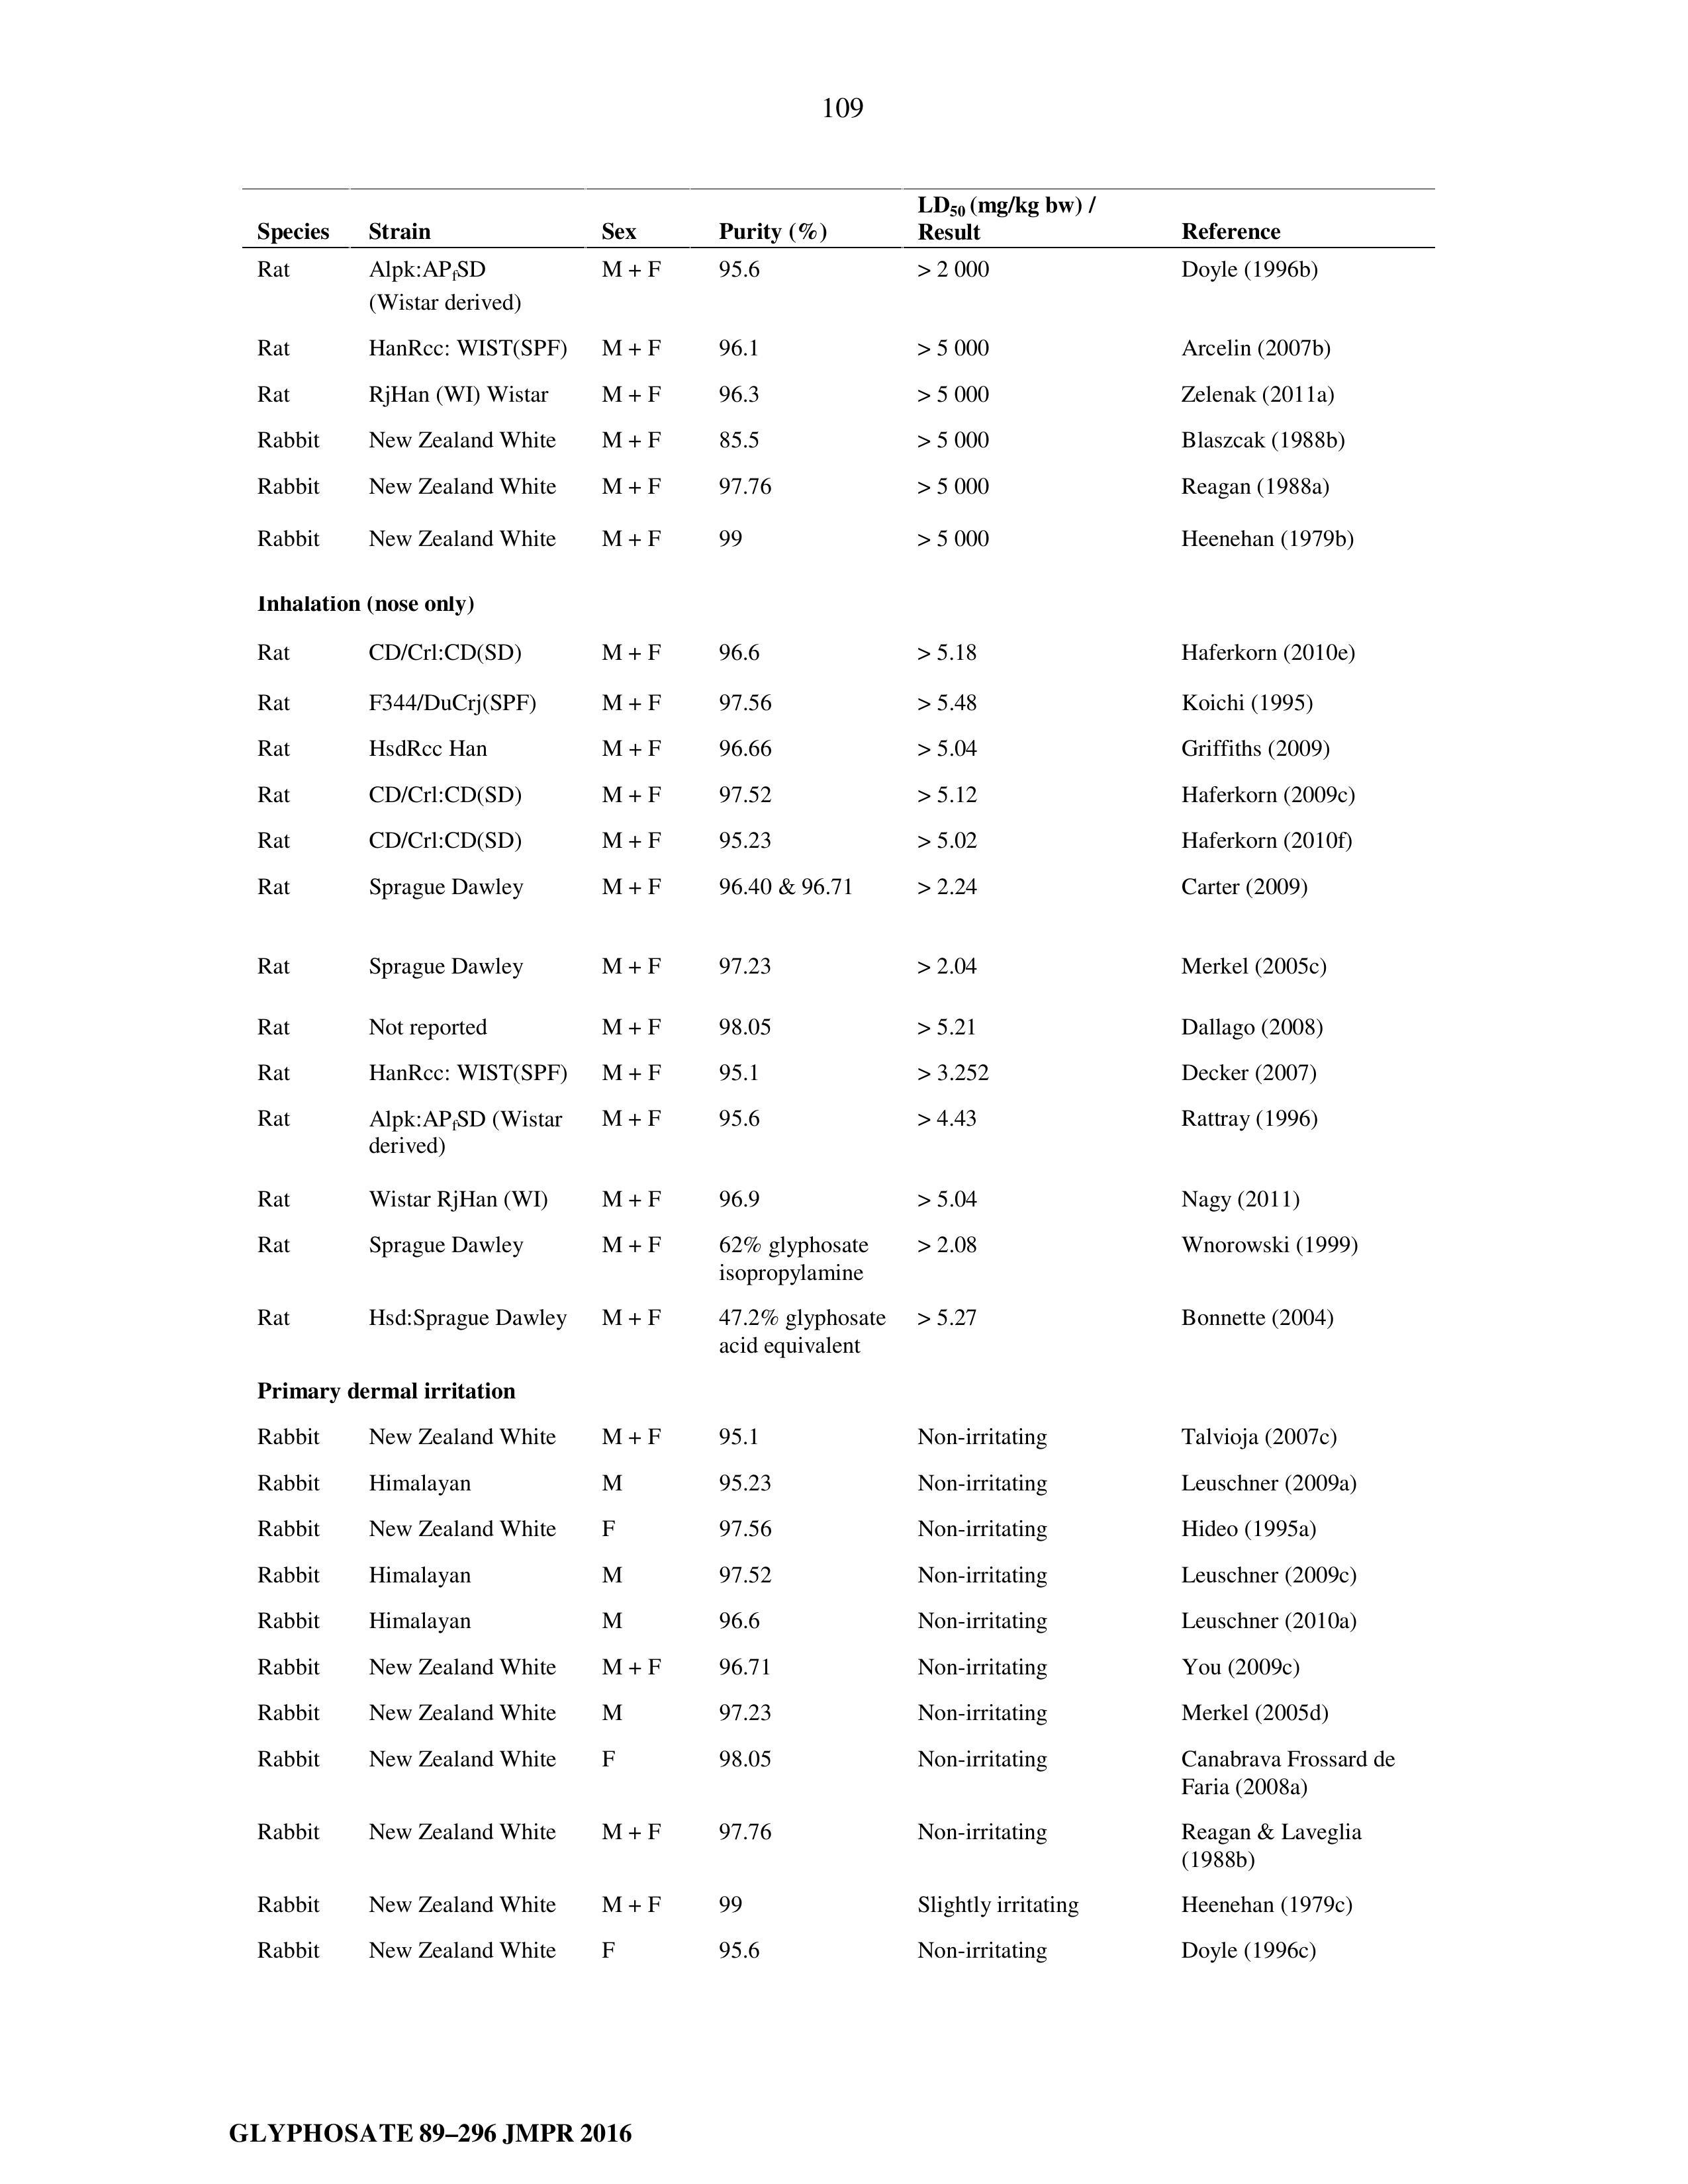 109
LD50 (mg/kg bw) /
Species Strain Sex Purity (%) Result Reference
Rat Alpk:APfSD M + F 95.6 > 2 000 Doyle (1996b)
(Wistar derived)
Rat HanRcc: WIST(SPF) M + F 96.1 > 5 000 Arcelin (2007b)
Rat RjHan (WI) Wistar M + F 96.3 > 5 000 Zelenak (2011a)
Rabbit New Zealand White M + F 85.5 > 5 000 Blaszcak (1988b)
Rabbit New Zealand White M + F 97.76 > 5 000 Reagan (1988a)
Rabbit New Zealand White M + F 99 > 5 000 Heenehan (1979b)
Inhalation (nose only)
Rat CD/Crl:CD(SD) M + F 96.6 > 5.18 Haferkorn (2010e)
Rat F344/DuCrj(SPF) M + F 97.56 > 5.48 Koichi (1995)
Rat HsdRcc Han M + F 96.66 > 5.04 Griffiths (2009)
Rat CD/Crl:CD(SD) M + F 97.52 > 5.12 Haferkorn (2009c)
Rat CD/Crl:CD(SD) M + F 95.23 > 5.02 Haferkorn (2010f)
Rat Sprague Dawley M + F 96.40 & 96.71 > 2.24 Carter (2009)
Rat Sprague Dawley M + F 97.23 > 2.04 Merkel (2005c)
Rat Not reported M + F 98.05 > 5.21 Dallago (2008)
Rat HanRcc: WIST(SPF) M + F 95.1 > 3.252 Decker (2007)
Rat Alpk:APfSD (Wistar M + F 95.6 > 4.43 Rattray (1996)
derived)
Rat Wistar RjHan (WI) M + F 96.9 > 5.04 Nagy (2011)
Rat Sprague Dawley M + F 62% glyphosate > 2.08 Wnorowski (1999)
isopropylamine
Rat Hsd:Sprague Dawley M + F 47.2% glyphosate > 5.27 Bonnette (2004)
acid equivalent
Primary dermal irritation
Rabbit New Zealand White M + F 95.1 Non-irritating Talvioja (2007c)
Rabbit Himalayan M 95.23 Non-irritating Leuschner (2009a)
Rabbit New Zealand White F 97.56 Non-irritating Hideo (1995a)
Rabbit Himalayan M 97.52 Non-irritating Leuschner (2009c)
Rabbit Himalayan M 96.6 Non-irritating Leuschner (2010a)
Rabbit New Zealand White M + F 96.71 Non-irritating You (2009c)
Rabbit New Zealand White M 97.23 Non-irritating Merkel (2005d)
Rabbit New Zealand White F 98.05 Non-irritating Canabrava Frossard de
Faria (2008a)
Rabbit New Zealand White M + F 97.76 Non-irritating Reagan & Laveglia
(1988b)
Rabbit New Zealand White M + F 99 Slightly irritating Heenehan (1979c)
Rabbit New Zealand White F 95.6 Non-irritating Doyle (1996c)
GLYPHOSATE 89–296 JMPR 2016